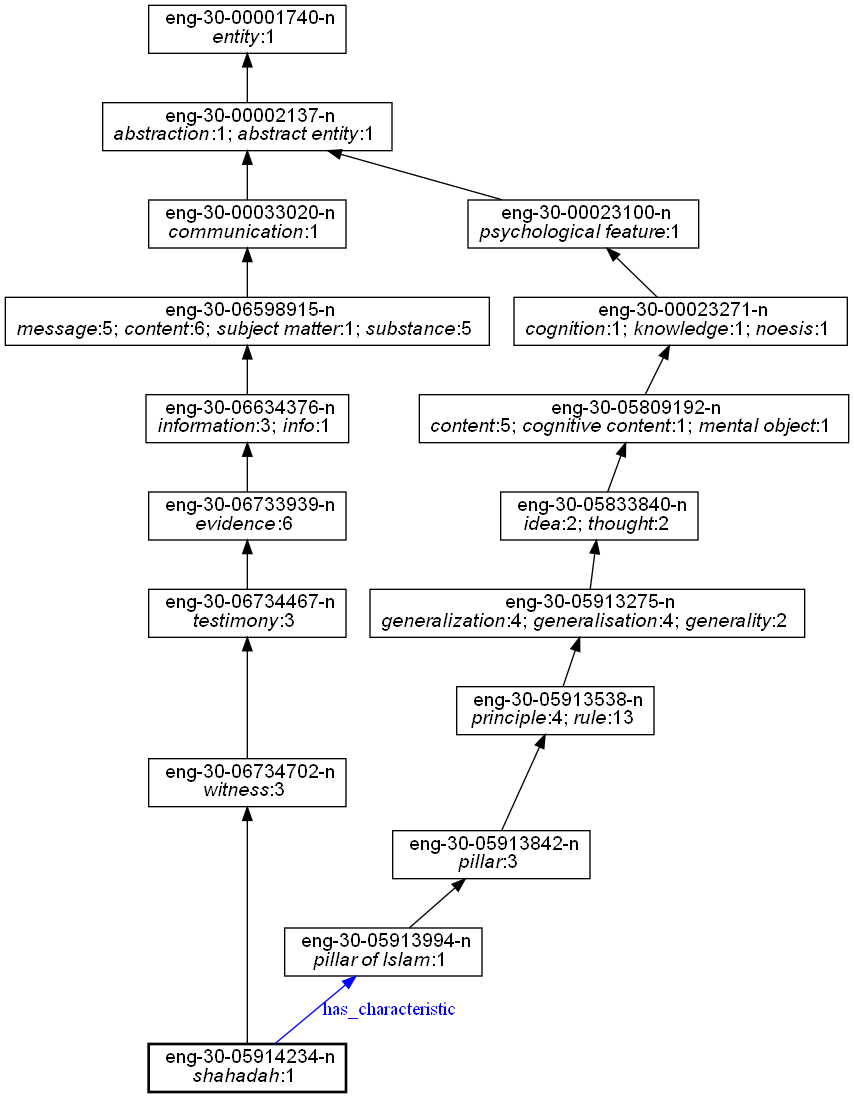 eng-30-00001740-n
entity:1
eng-30-00002137-n
abstraction:1; abstract entity:1
eng-30-00033020-n
communication:1
eng-30-00023100-n
psychological feature:1
eng-30-06598915-n
message:5; content:6; subject matter:1; substance:5
eng-30-00023271-n
cognition:1; knowledge:1; noesis:1
eng-30-06634376-n
information:3; info:1
eng-30-05809192-n
content:5; cognitive content:1; mental object:1
eng-30-06733939-n
evidence:6
eng-30-05833840-n
idea:2; thought:2
eng-30-06734467-n
testimony:3
eng-30-05913275-n
generalization:4; generalisation:4; generality:2
eng-30-05913538-n
principle:4; rule:13
eng-30-06734702-n
witness:3
eng-30-05913842-n
pillar:3
eng-30-05913994-n
pillar of Islam:1
has_characteristic
eng-30-05914234-n
shahadah:1